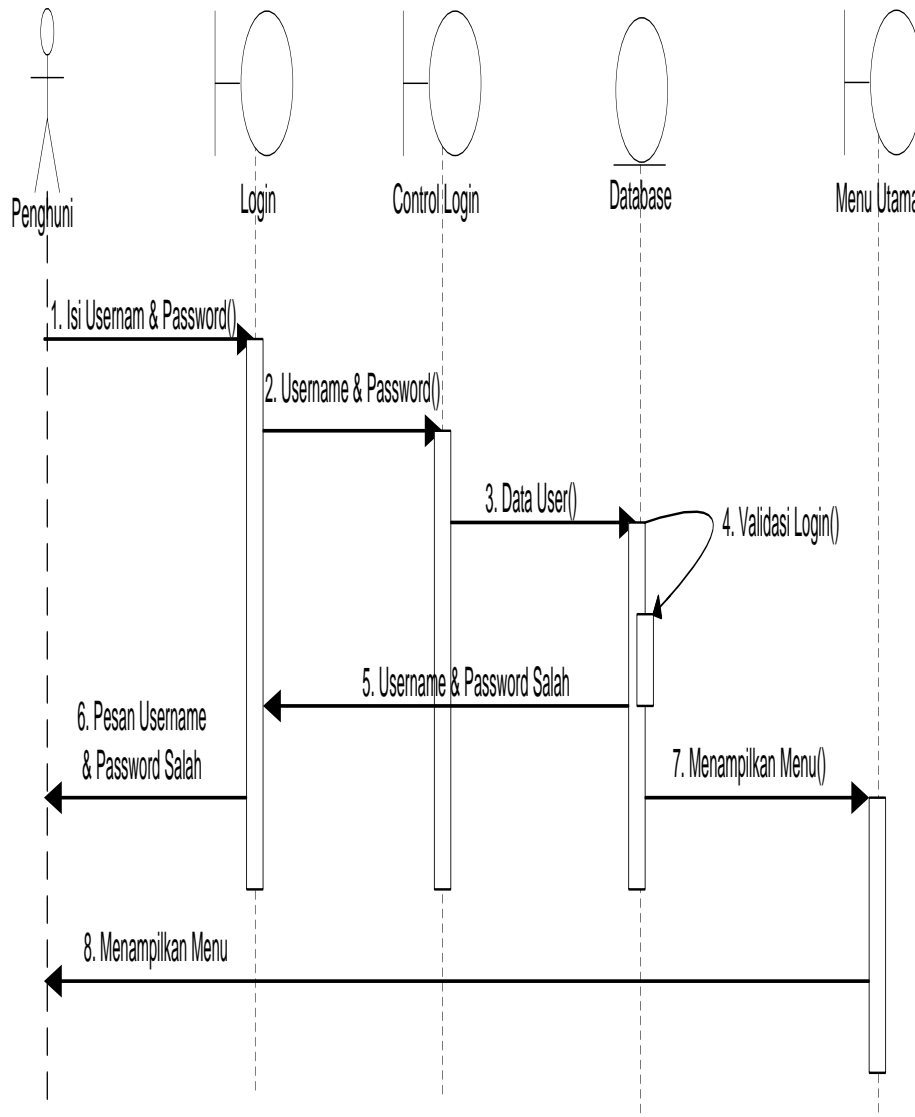 Penghuni
Login
Control Login
Database
Menu Utama
1. Isi Usernam & Password()
2. Username & Password()
3. Data User()
4. Validasi Login()
5. Username & Password Salah
6. Pesan Username
& Password Salah
7. Menampilkan Menu()
8. Menampilkan Menu